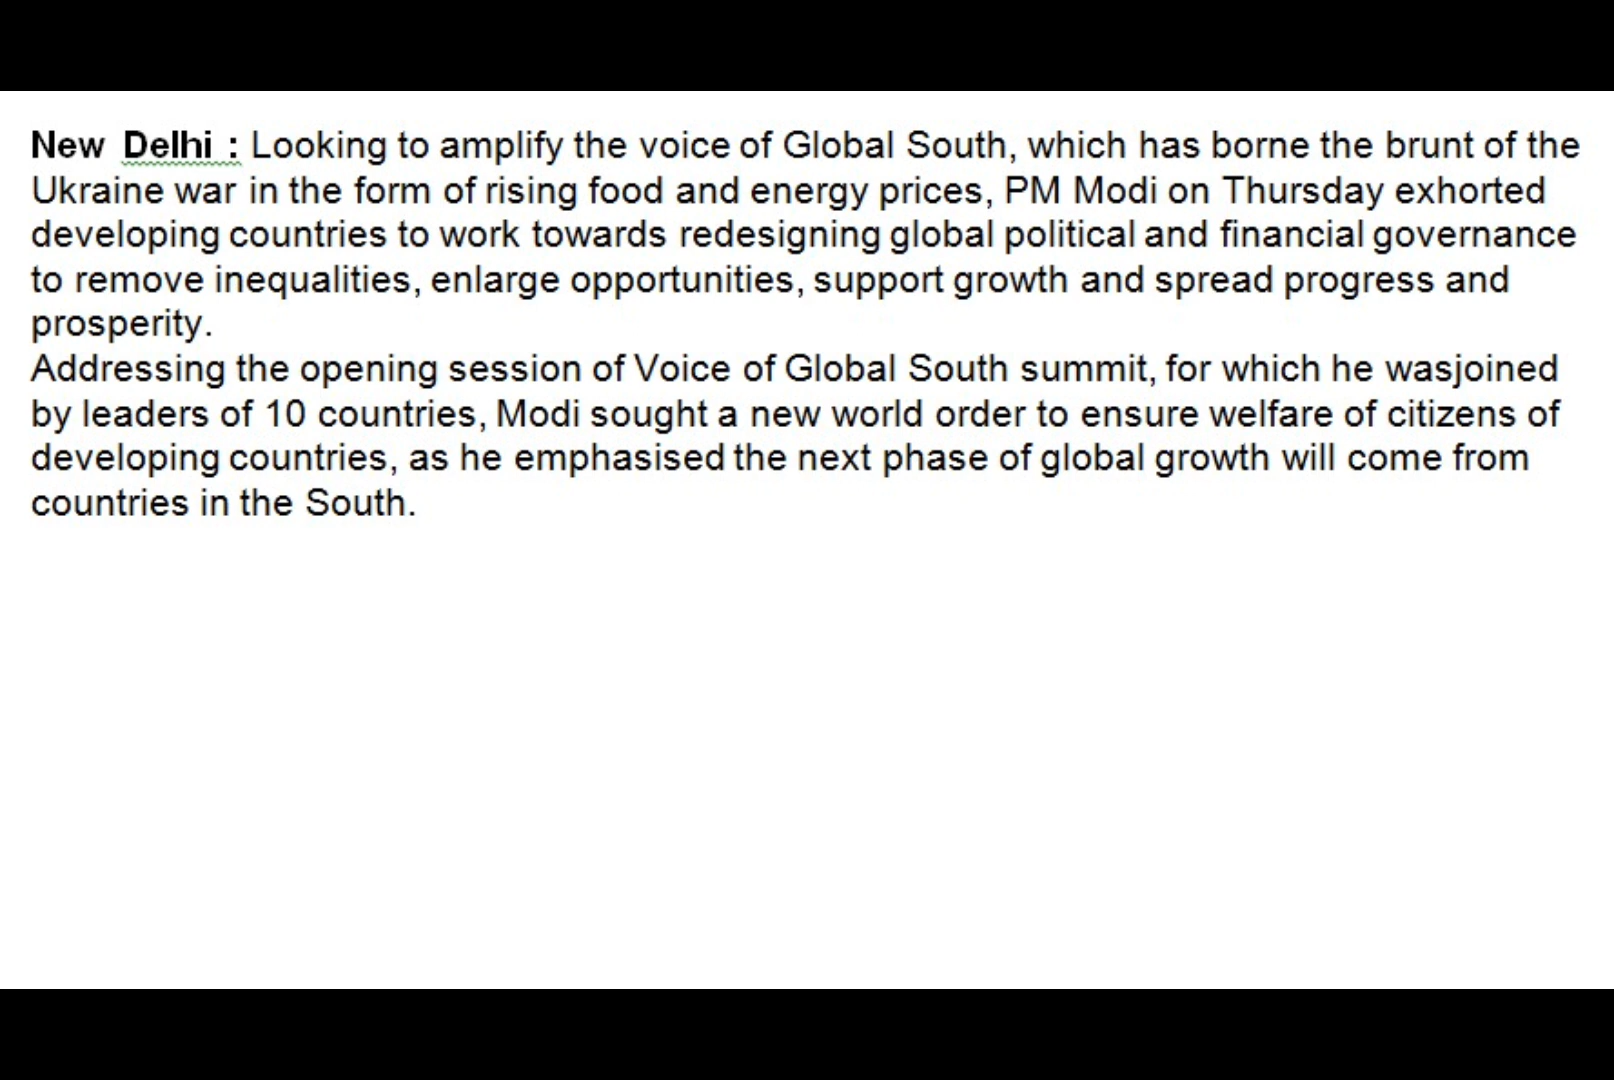 New Delhi : Looking to amplify the voice of Global South, which has borne the brunt of the
Ukraine war in the form of rising food and energy prices, PM Modi on Thursday exhorted
developing countries to work towards redesigning global political and financial governance
to remove inequalities, enlarge opportunities, support growth and spread progress and
prosperity.
Addressing the opening session of Voice of Global South summit, for which he wasjoined
by leaders of 10 countries, Modi sought a new world order to ensure welfare of citizens of
developing countries, as he emphasised the next phase of global growth will come from
countries in the South.